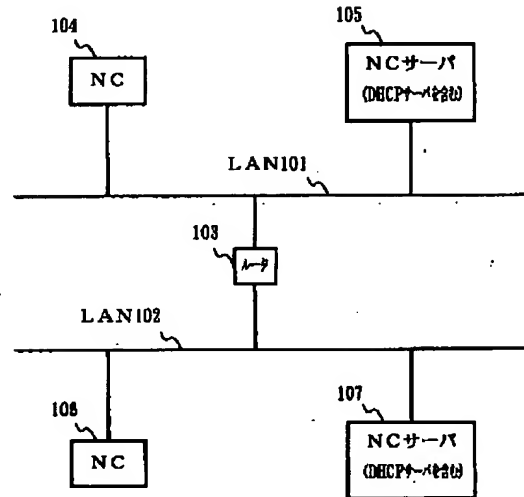 104
NC
105
NCサーバ
(DHCPサーバを含む)
LAN101
103
ルータ
LAN102
106
NC
107
NCサーバ
(DHCPサーバを含む)